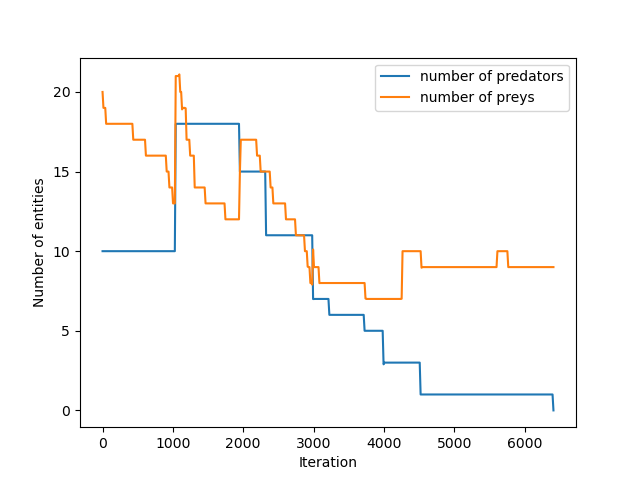 number of predators
number of preys
Number of entities
20
15
10
5
0
0 1000 2000 3000 4000 5000 6000
Iteration